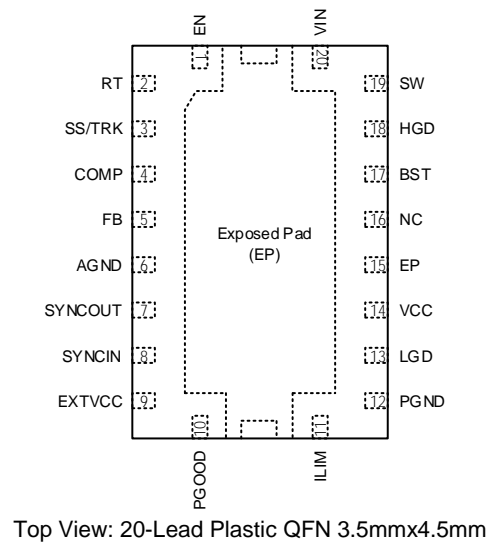 EN
VIN
1
20
RT 2
19 SW
SS/TRK 3
18 HGD
COMP 4
17 BST
FB 5
16 NC
Exposed Pad
(EP)
AGND 6
15 EP
SYNCOUT 7
14 VCC
SYNCIN 8
13 LGD
EXTVCC 9
12 PGND
10
11
PGOOD
ILIM
Top View: 20-Lead Plastic QFN 3.5mmx4.5mm